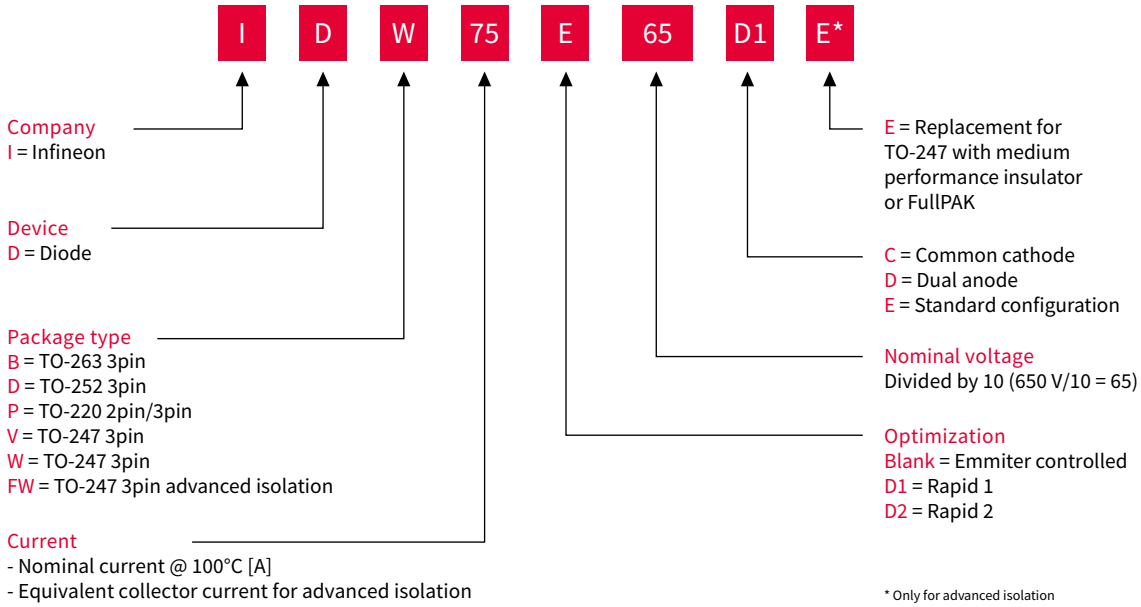 I D W 75 E 65 D1 E*
Company
I = Infineon
Device
D = Diode
Package type
B = TO-263 3pin
D = TO-252 3pin
P = TO-220 2pin/3pin
V = TO-247 3pin
W = TO-247 3pin
FW = TO-247 3pin advanced isolation
Current
- Nominal current @ 100°C [A]
- Equivalent collector current for advanced isolation
E = Replacement for
TO-247 with medium
performance insulator
or FullPAK
C = Common cathode
D = Dual anode
E = Standard configuration
Nominal voltage
Divided by 10 (650 V/10 = 65)
Optimization
Blank = Emmiter controlled
D1 = Rapid 1
D2 = Rapid 2
* Only for advanced isolation